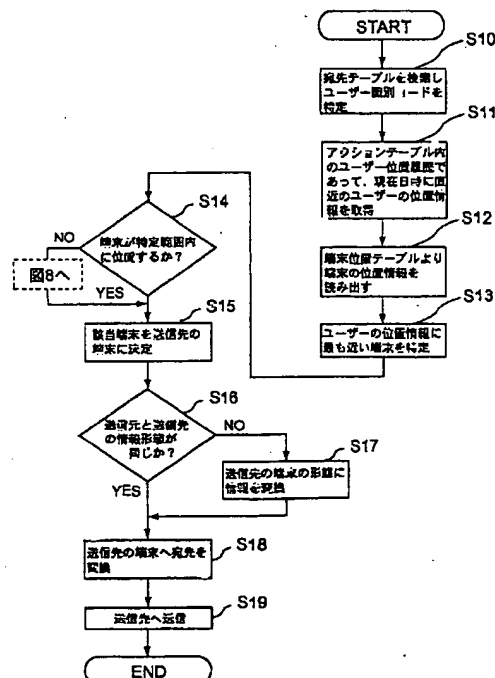 START
S10
宛先テーブルを検索し
ユーザー識別コードを
特定
S11
アクションテーブル内
のユーザー位置履歴で
あって、現在日時に直
近のユーザーの位置情
報を取得
S12
端末位置テーブルより
端末の位置情報を
読み出す
S13
ユーザーの位置情報に
最も近い端末を特定
S14
端末が特定範囲内
に位置するか?
NO
図8へ
YES
S15
該当端末を送信先の
端末に決定
S16
送信元と送信先
の情報形態が
同じか?
NO
YES
S17
送信先の端末の形態に
情報を変換
S18
送信先の端末へ宛先を
変換
S19
送信先へ送信
END